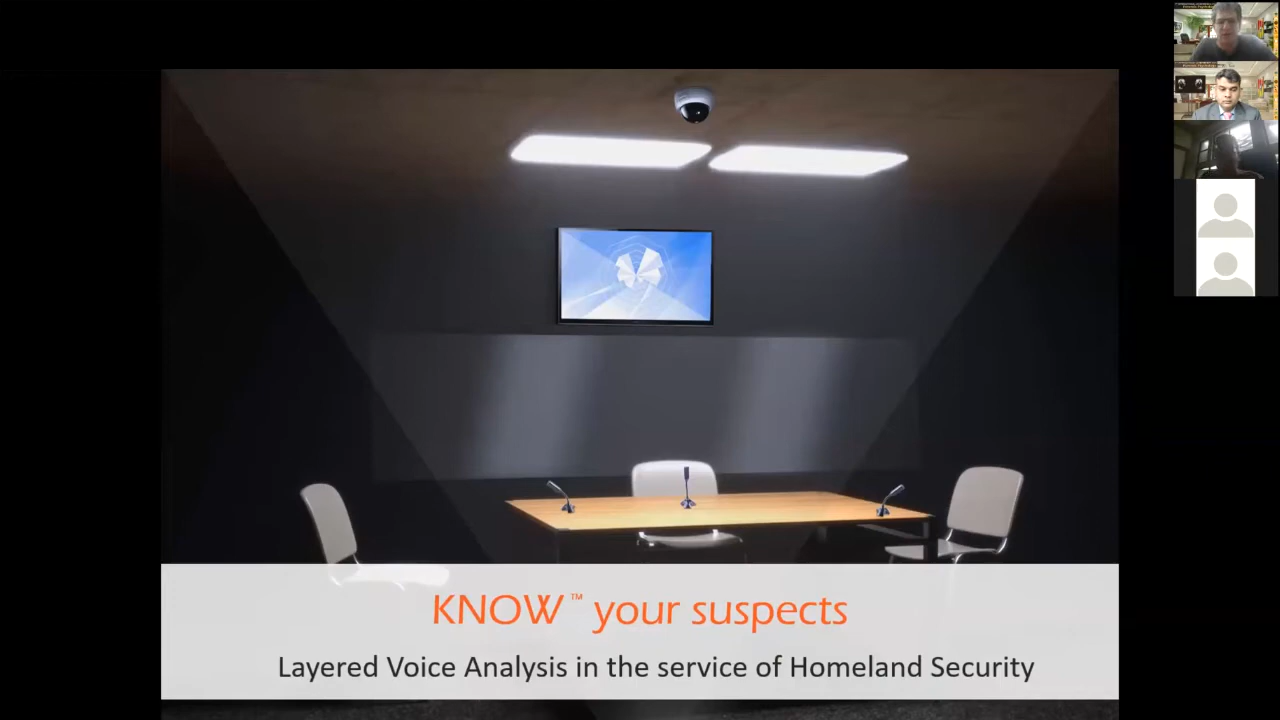 KNOW™ your suspects
Layered Voice Analysis in the service of Homeland Security